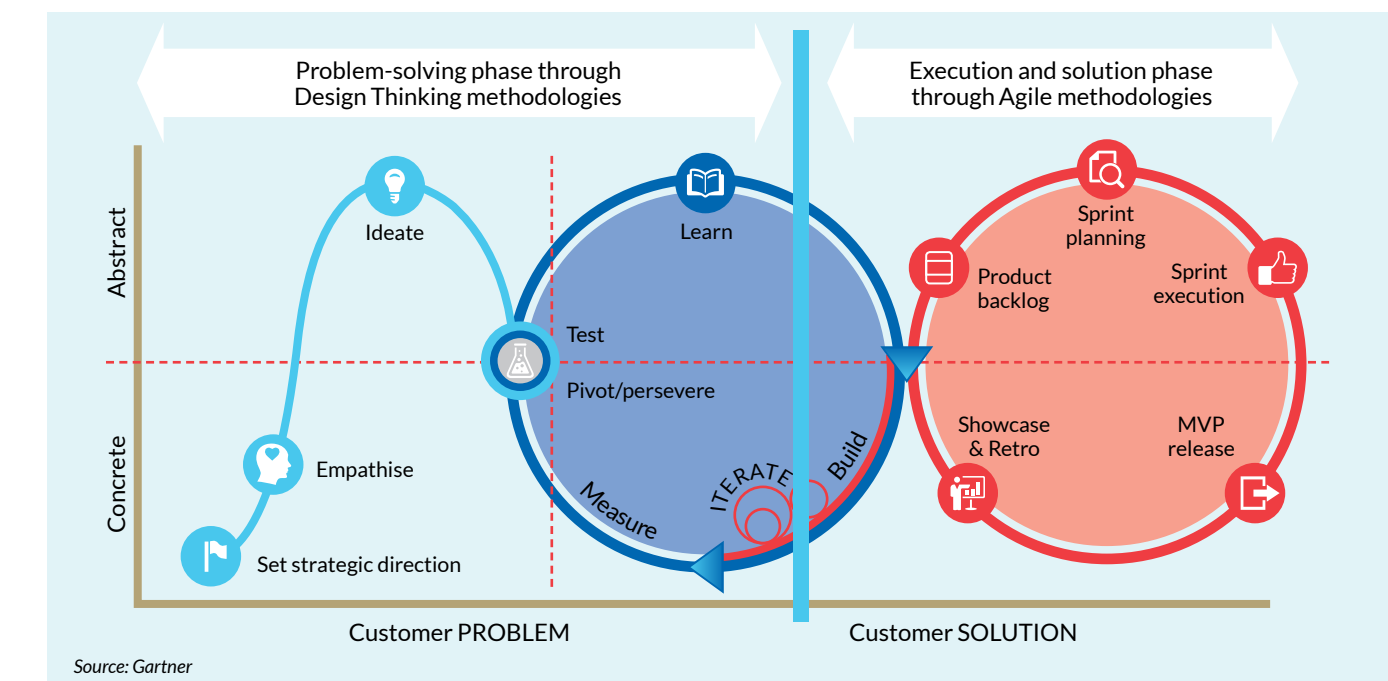 Problem-solving phase through
Design Thinking methodologies
Execution and solution phase
through Agile methodologies
Abstract
Concrete
Ideate
Empathise
Set strategic direction
Learn
Test
Pivot/persevere
Measure
ITERATE
Build
Sprint
planning
Product
backlog
Sprint
execution
Showcase
& Retro
MVP
release
Customer PROBLEM
Customer SOLUTION
Source: Gartner